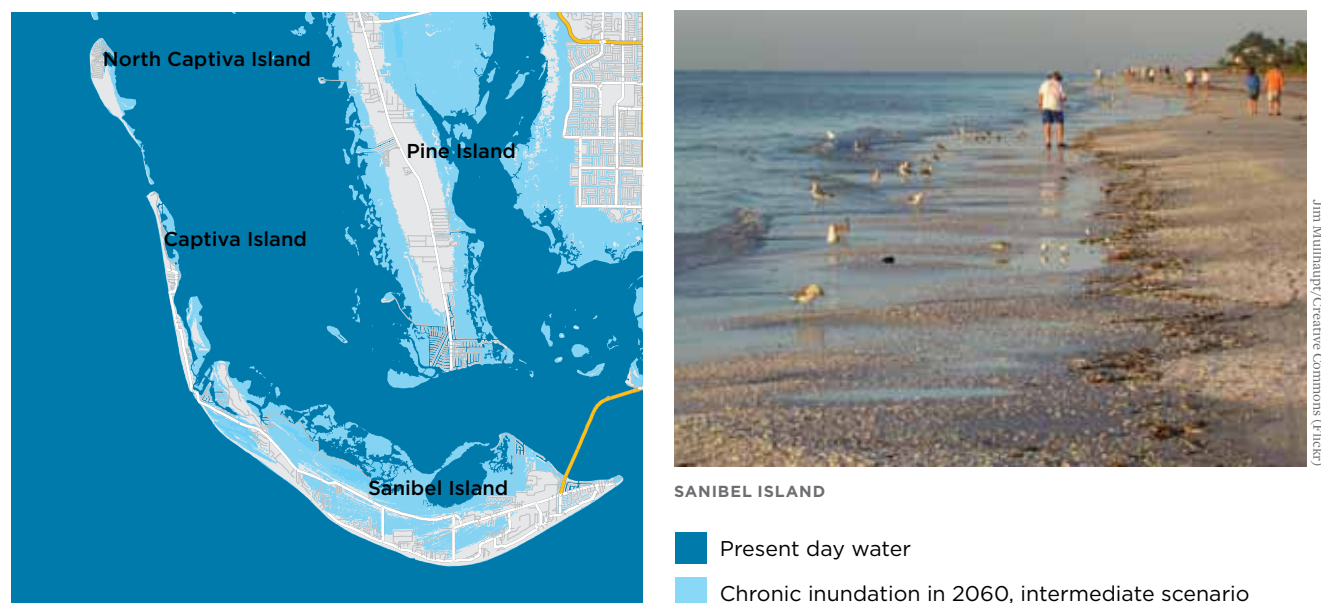 North Captiva Island
Pine Island
Captiva Island
Sanibel Island
Jim Mullhaupt/Creative Commons (Flickr)
SANIBEL ISLAND
Present day water
Chronic inundation in 2060, intermediate scenario